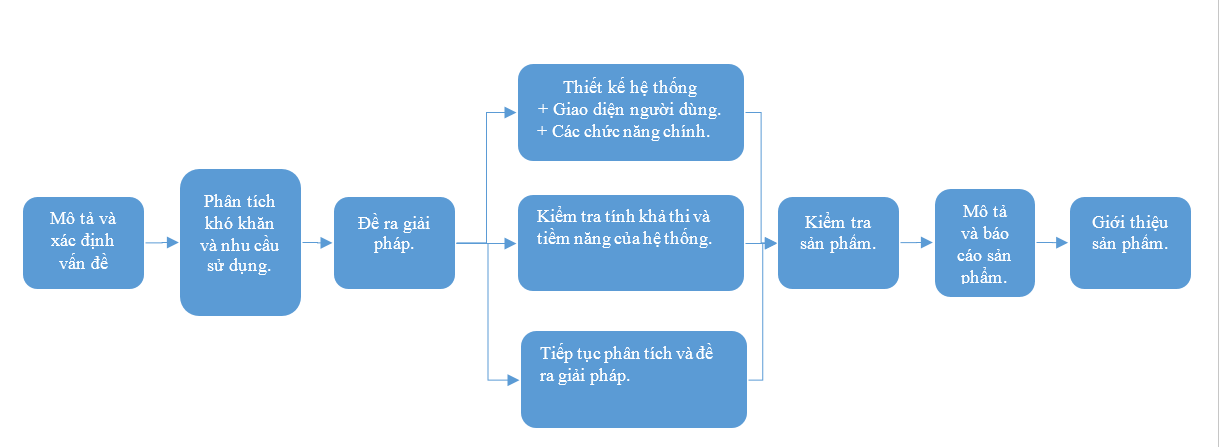 Mô tả và
xác định
vấn đề
Phân tích
khó khăn
và nhu cầu
sử dụng.
Đề ra giải
pháp.
Thiết kế hệ thống
+ Giao diện người dùng.
+ Các chức năng chính.
Kiểm tra tính khả thi và
tiềm năng của hệ thống.
Tiếp tục phân tích và đề
ra giải pháp.
Kiểm tra
sản phẩm.
Mô tả
và báo
cáo sản
phẩm.
Giới thiệu
sản phẩm.